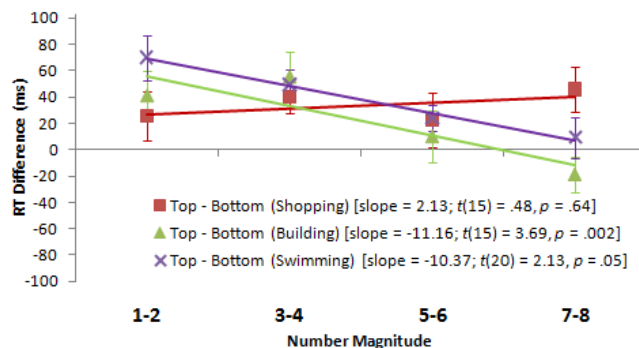 RT Difference (ms)
100
80
60
40
20
0
-20
-40
-60
-80
-100
Top - Bottom (Shopping) [slope = 2.13; t(15) = .48, p = .64]
Top - Bottom (Building) [slope = -11.16; t(15) = 3.69, p = .002]
Top - Bottom (Swimming) [slope = -10.37; t(20) = 2.13, p = .05]
1-2 3-4 5-6 7-8
Number Magnitude